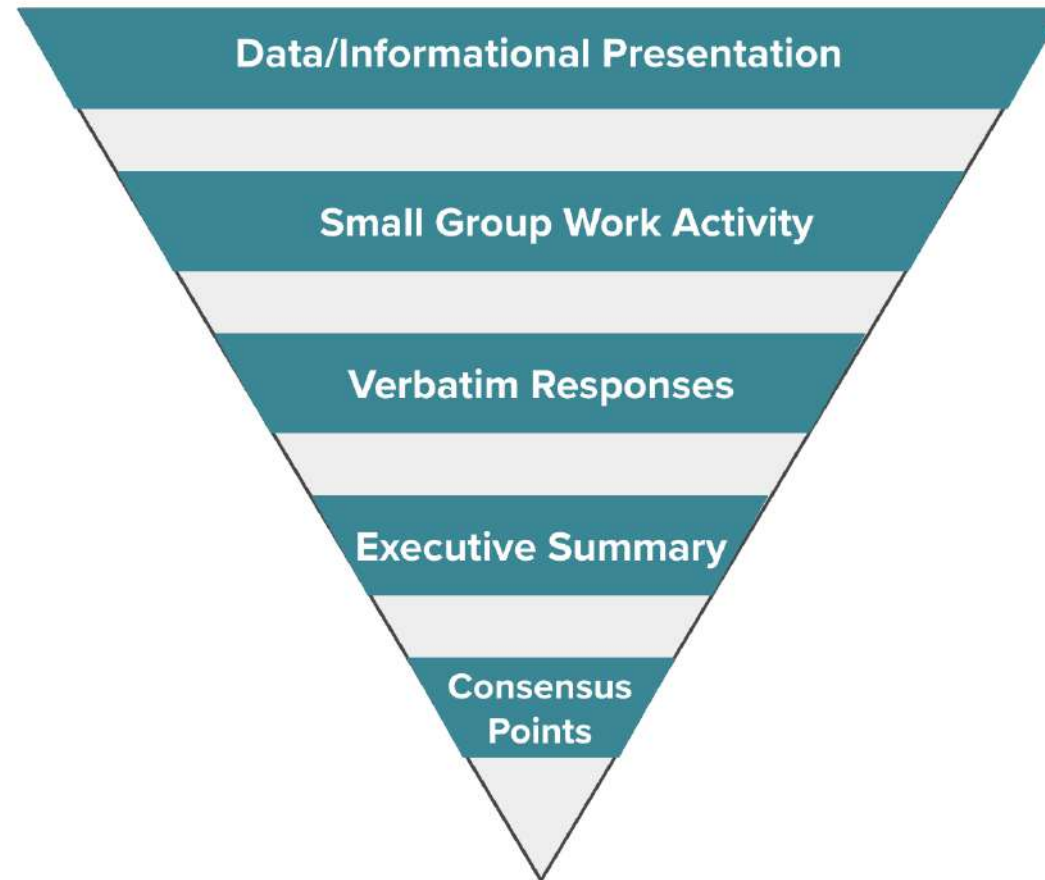 Data/Informational Presentation
Small Group Work Activity
Verbatim Responses
Executive Summary
Consensus
Points